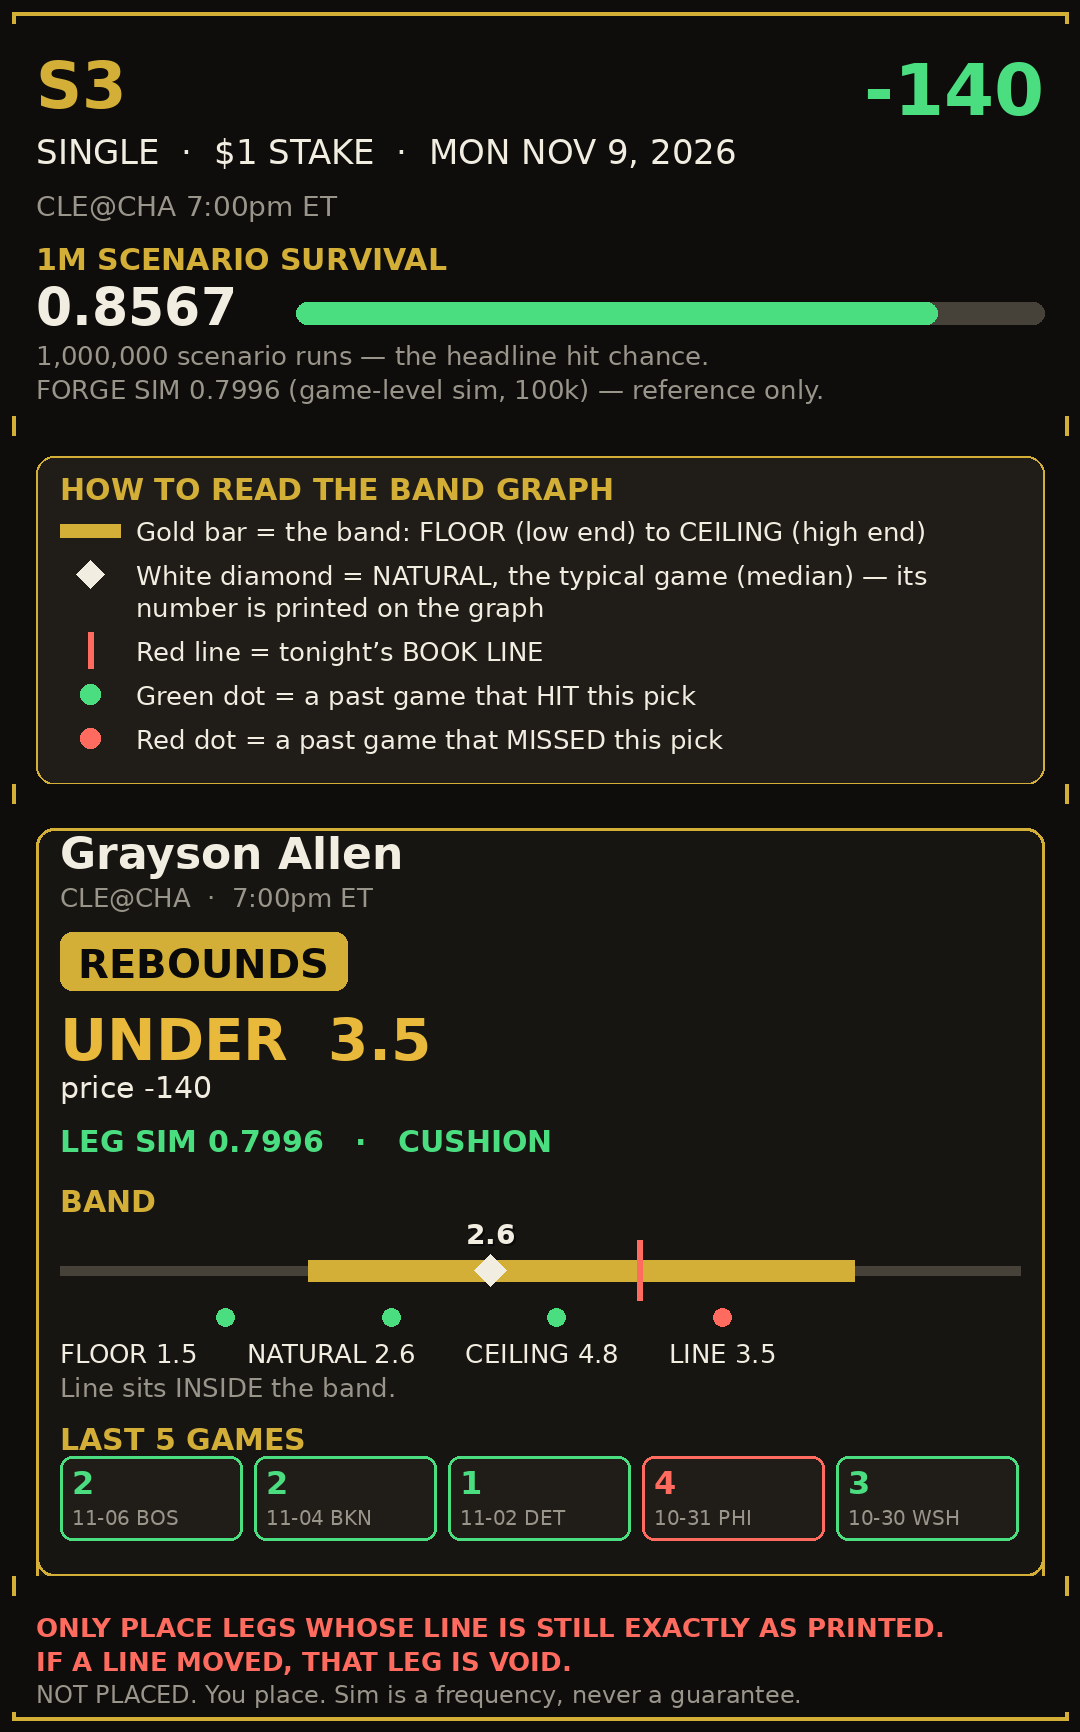 S3
-140
SINGLE · $1 STAKE · MON NOV 9, 2026
CLE@CHA 7:00pm ET
1M SCENARIO SURVIVAL
0.8567
1,000,000 scenario runs — the headline hit chance.
FORGE SIM 0.7996 (game-level sim, 100k) — reference only.
HOW TO READ THE BAND GRAPH
Gold bar = the band: FLOOR (low end) to CEILING (high end)
White diamond = NATURAL, the typical game (median) — its
number is printed on the graph
Red line = tonight’s BOOK LINE
Green dot = a past game that HIT this pick
Red dot = a past game that MISSED this pick
Grayson Allen
CLE@CHA · 7:00pm ET
REBOUNDS
UNDER 3.5
price -140
LEG SIM 0.7996 · CUSHION
BAND
2.6
FLOOR 1.5 NATURAL 2.6 CEILING 4.8 LINE 3.5
Line sits INSIDE the band.
LAST 5 GAMES
2
11-06 BOS
2
11-04 BKN
1
11-02 DET
4
10-31 PHI
3
10-30 WSH
ONLY PLACE LEGS WHOSE LINE IS STILL EXACTLY AS PRINTED.
IF A LINE MOVED, THAT LEG IS VOID.
NOT PLACED. You place. Sim is a frequency, never a guarantee.